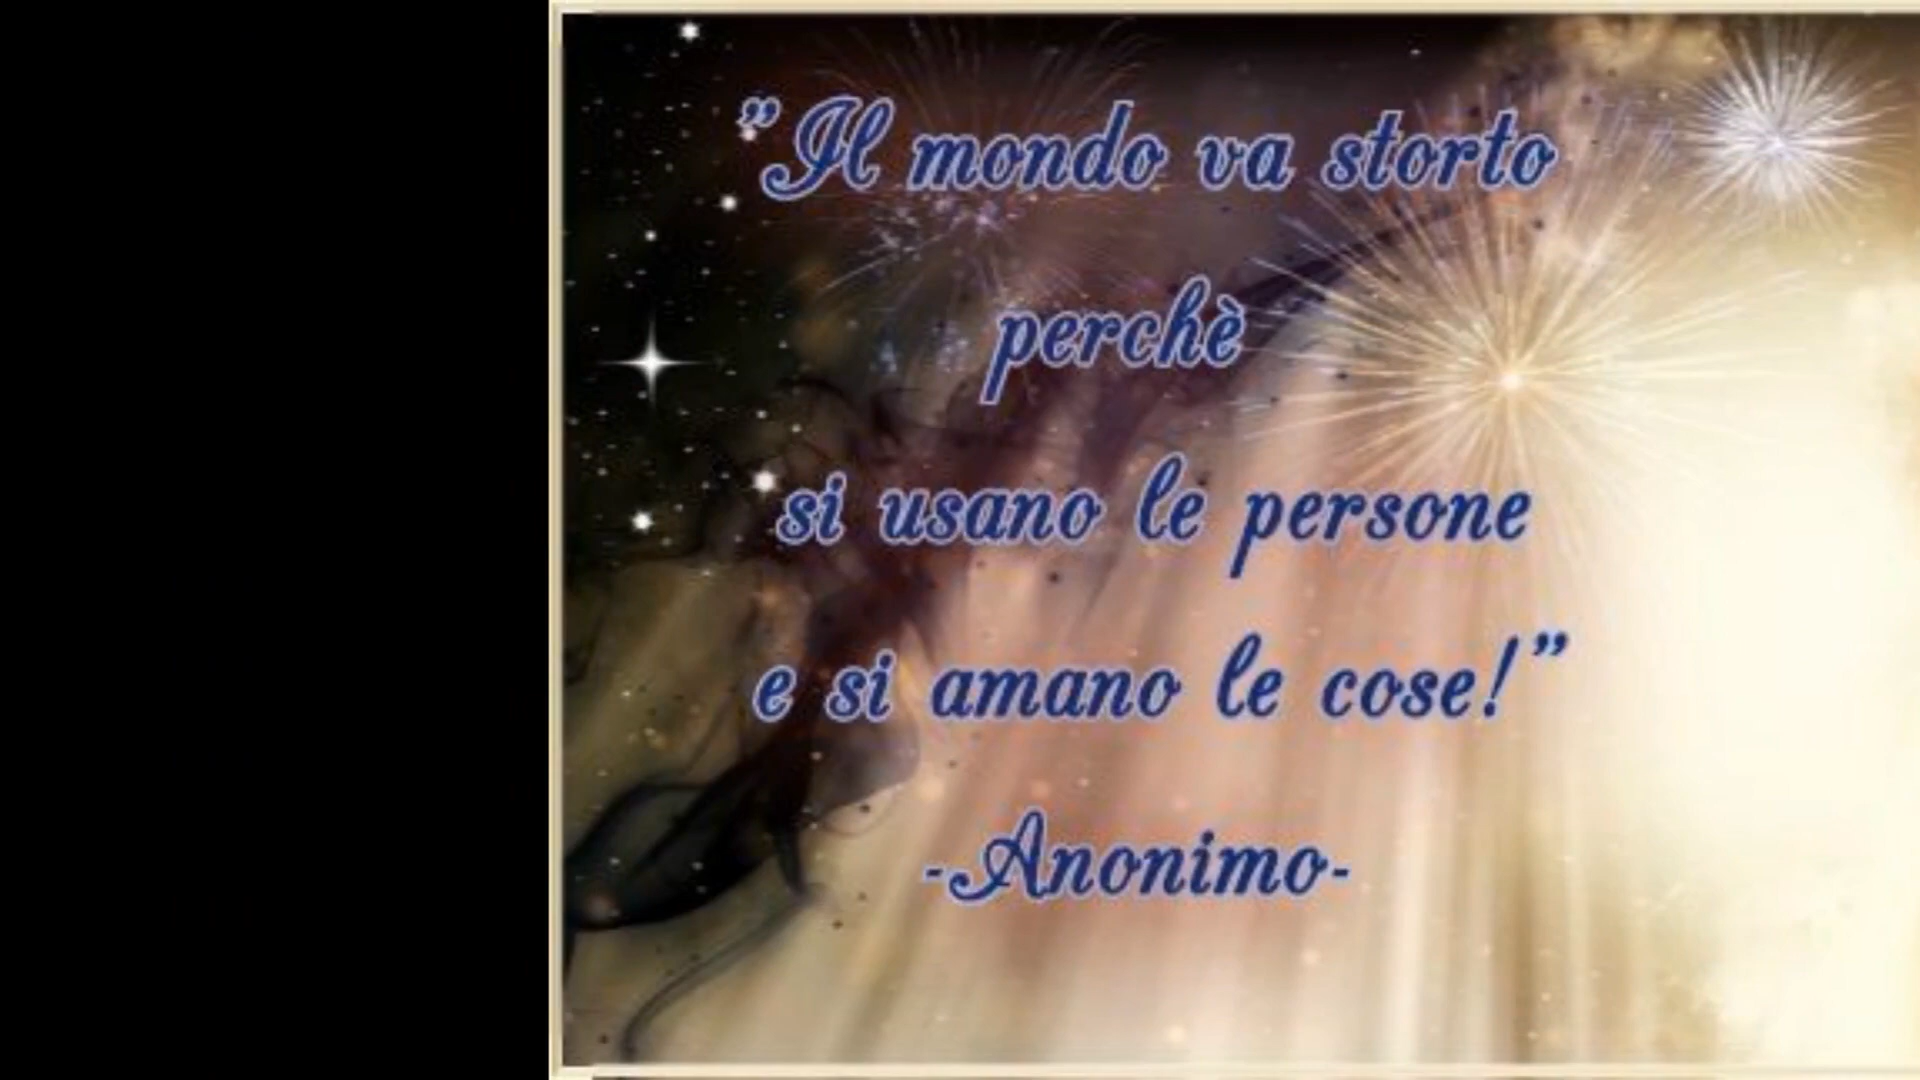 ”Il mondo va storto
perchè
si usano le persone
e si amano le cose!”
-Anonimo-